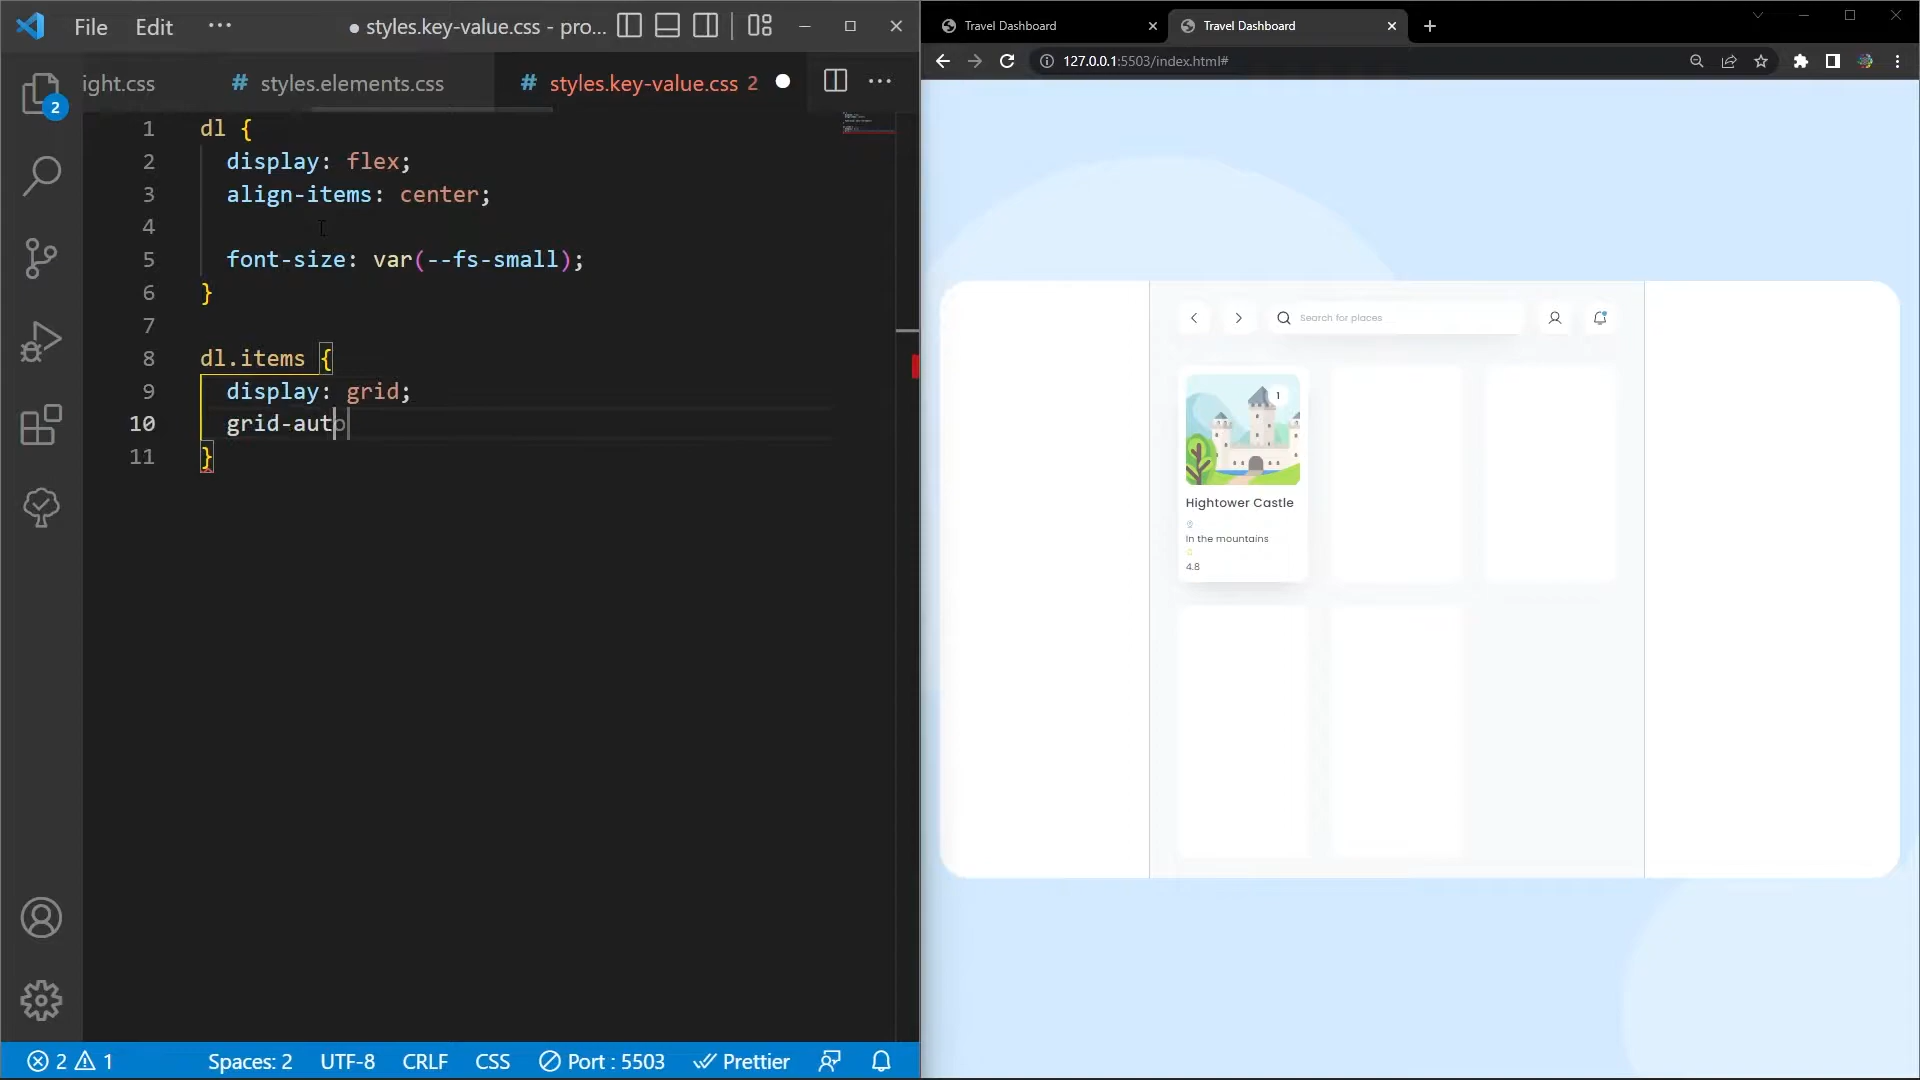 File Edit ··· ● styles.key-value.css - pro...
ight.css # styles.elements.css # styles.key-value.css 2
1 dl {
2 display: flex;
3 align-items: center;
4
5 font-size: var(--fs-small);
6 }
7
8 dl.items {
9 display: grid;
10 grid-auto
11 }
2
2 1 Spaces: 2 UTF-8 CRLF CSS Port : 5503 Prettier
Travel Dashboard Travel Dashboard
127.0.0.1:5503/index.html#
Search for places ...
1
Hightower Castle
In the mountains
4.8